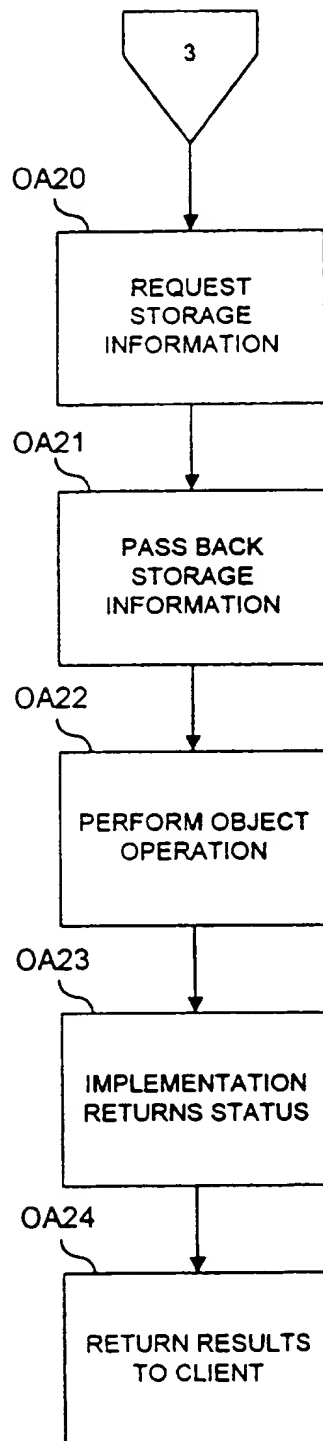 3
OA20
REQUEST
STORAGE
INFORMATION
OA21
PASS BACK
STORAGE
INFORMATION
OA22
PERFORM OBJECT
OPERATION
OA23
IMPLEMENTATION
RETURNS STATUS
OA24
RETURN RESULTS
TO CLIENT